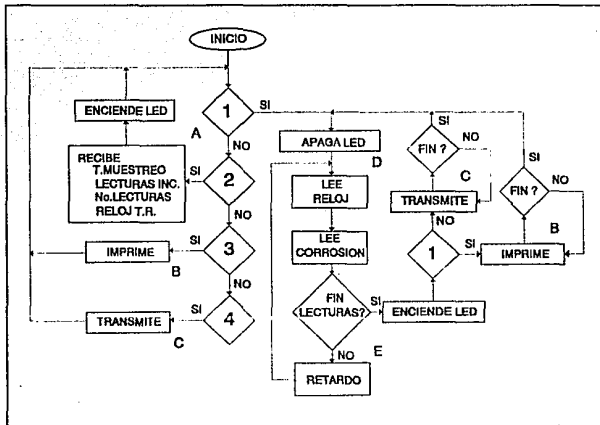 INICIO
1
SI
NO
A
ENCIENDE LED
RECIBE
T.MUESTREO
LECTURAS INC.
No.LECTURAS
RELOJ T.R.
SI
2
NO
IMPRIME
SI
3
B
NO
TRANSMITE
SI
4
C
APAGA LED
D
LEE
RELOJ
LEE
CORROSION
FIN
LECTURAS?
SI
ENCIENDE LED
NO
E
RETARDO
SI
FIN ?
NO
C
TRANSMITE
NO
1
SI
SI
FIN ?
NO
B
IMPRIME